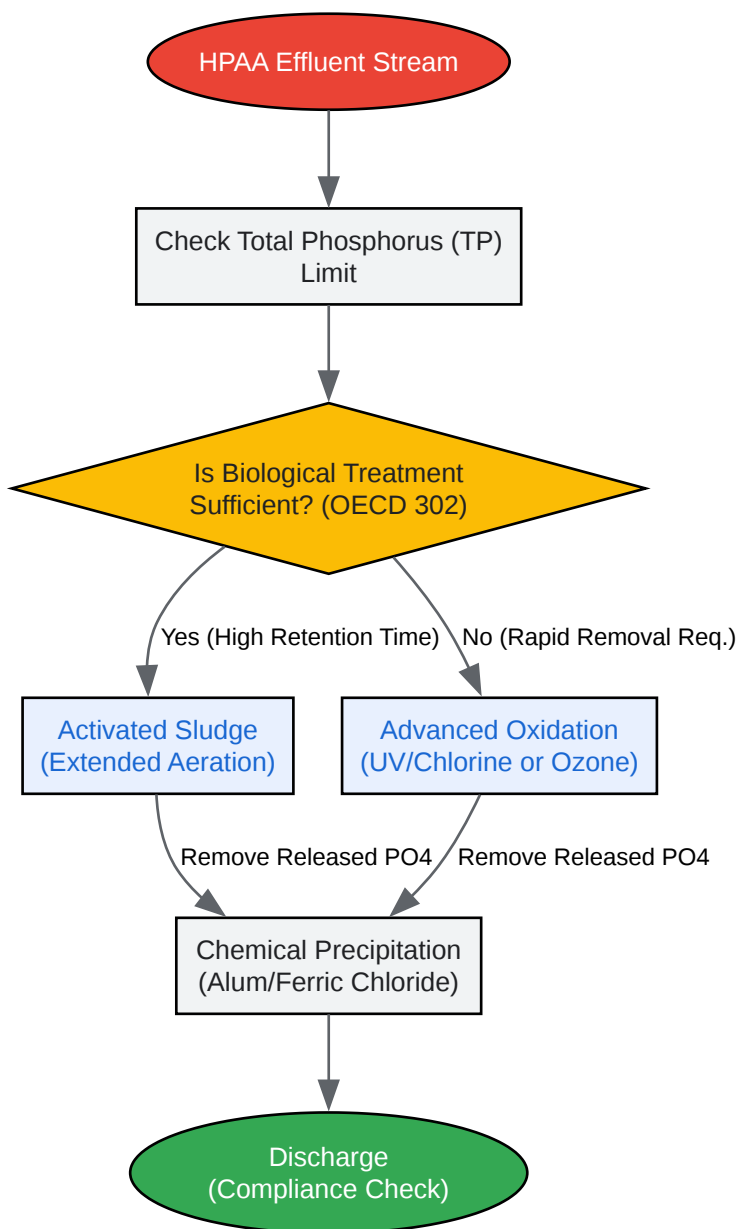 HPAA Effluent Stream
Check Total Phosphorus (TP)
Limit
Is Biological Treatment
Sufficient? (OECD 302)
Yes (High Retention Time)
No (Rapid Removal Req.)
Activated Sludge
(Extended Aeration)
Advanced Oxidation
(UV/Chlorine or Ozone)
Remove Released PO4
Remove Released PO4
Chemical Precipitation
(Alum/Ferric Chloride)
Discharge
(Compliance Check)